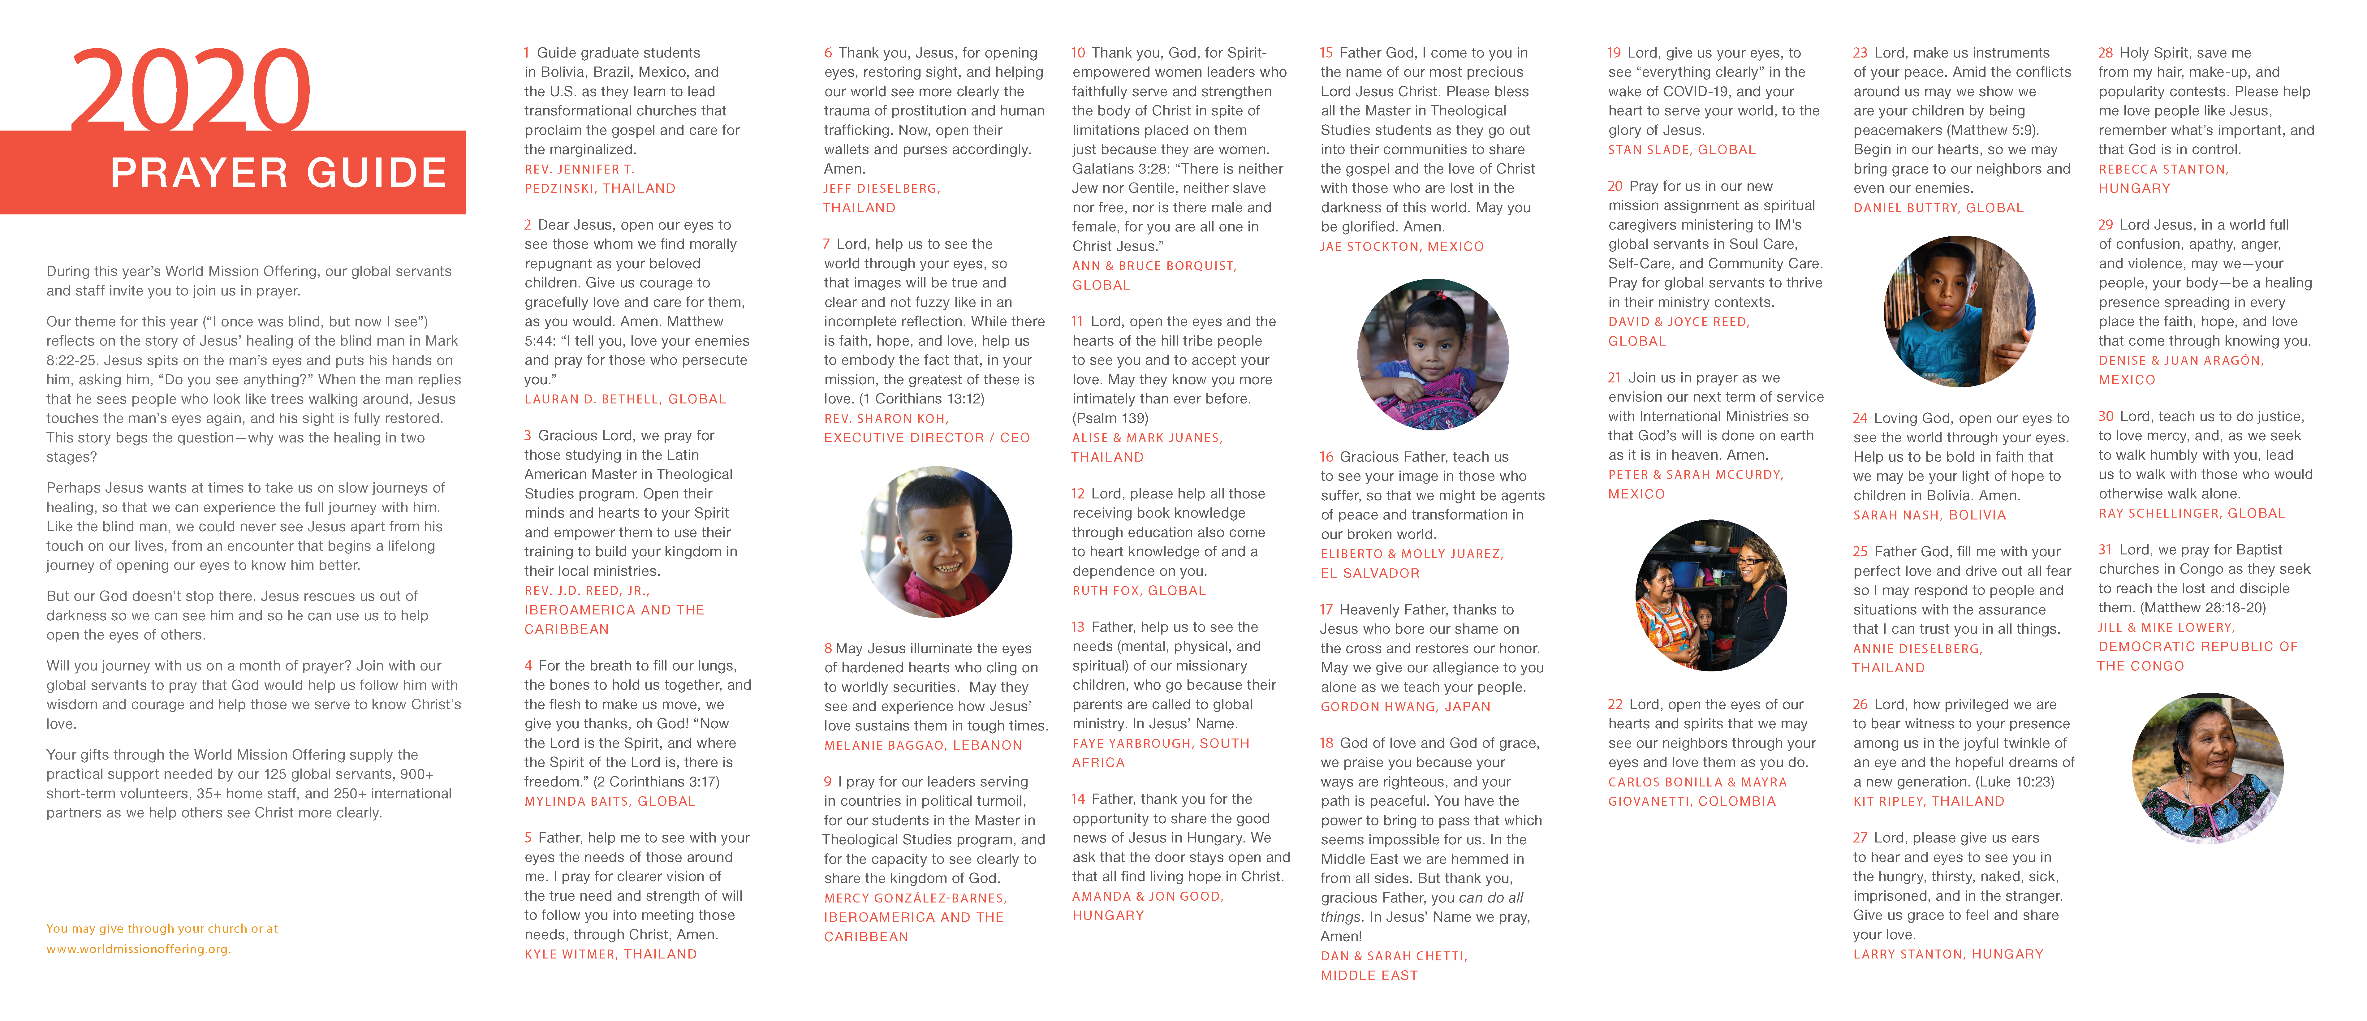 2020
PRAYER GUIDE
During this year’s World Mission Offering, our global servants
and staff invite you to join us in prayer.
Our theme for this year (“I once was blind, but now I see”)
reflects on the story of Jesus’ healing of the blind man in Mark
8:22-25. Jesus spits on the man’s eyes and puts his hands on
him, asking him, “Do you see anything?” When the man replies
that he sees people who look like trees walking around, Jesus
touches the man’s eyes again, and his sight is fully restored.
This story begs the question—why was the healing in two
stages?
Perhaps Jesus wants at times to take us on slow journeys of
healing, so that we can experience the full journey with him.
Like the blind man, we could never see Jesus apart from his
touch on our lives, from an encounter that begins a lifelong
journey of opening our eyes to know him better.
But our God doesn’t stop there. Jesus rescues us out of
darkness so we can see him and so he can use us to help
open the eyes of others.
Will you journey with us on a month of prayer? Join with our
global servants to pray that God would help us follow him with
wisdom and courage and help those we serve to know Christ’s
love.
Your gifts through the World Mission Offering supply the
practical support needed by our 125 global servants, 900+
short-term volunteers, 35+ home staff, and 250+ international
partners as we help others see Christ more clearly.
You may give through your church or at
www.worldmissionoffering.org.
1 Guide graduate students
in Bolivia, Brazil, Mexico, and
the U.S. as they learn to lead
transformational churches that
proclaim the gospel and care for
the marginalized.
REV. JENNIFER T.
PEDZINSKI, THAILAND
2 Dear Jesus, open our eyes to
see those whom we find morally
repugnant as your beloved
children. Give us courage to
gracefully love and care for them,
as you would. Amen. Matthew
5:44: “I tell you, love your enemies
and pray for those who persecute
you.”
LAURAN D. BETHELL, GLOBAL
3 Gracious Lord, we pray for
those studying in the Latin
American Master in Theological
Studies program. Open their
minds and hearts to your Spirit
and empower them to use their
training to build your kingdom in
their local ministries.
REV. J.D. REED, JR.,
IBEROAMERICA AND THE
CARIBBEAN
4 For the breath to fill our lungs,
the bones to hold us together, and
the flesh to make us move, we
give you thanks, oh God! “Now
the Lord is the Spirit, and where
the Spirit of the Lord is, there is
freedom.” (2 Corinthians 3:17)
MYLINDA BAITS, GLOBAL
5 Father, help me to see with your
eyes the needs of those around
me. I pray for clearer vision of
the true need and strength of will
to follow you into meeting those
needs, through Christ, Amen.
KYLE WITMER, THAILAND
6 Thank you, Jesus, for opening
eyes, restoring sight, and helping
our world see more clearly the
trauma of prostitution and human
trafficking. Now, open their
wallets and purses accordingly.
Amen.
JEFF DIESELBERG,
THAILAND
7 Lord, help us to see the
world through your eyes, so
that images will be true and
clear and not fuzzy like in an
incomplete reflection. While there
is faith, hope, and love, help us
to embody the fact that, in your
mission, the greatest of these is
love. (1 Corithians 13:12)
REV. SHARON KOH,
EXECUTIVE DIRECTOR / CEO
8 May Jesus illuminate the eyes
of hardened hearts who cling on
to worldly securities. May they
see and experience how Jesus’
love sustains them in tough times.
MELANIE BAGGAO, LEBANON
9 I pray for our leaders serving
in countries in political turmoil,
for our students in the Master in
Theological Studies program, and
for the capacity to see clearly to
share the kingdom of God.
MERCY GONZÁLEZ-BARNES,
IBEROAMERICA AND THE
CARIBBEAN
10 Thank you, God, for Spirit-
empowered women leaders who
faithfully serve and strengthen
the body of Christ in spite of
limitations placed on them
just because they are women.
Galatians 3:28: “There is neither
Jew nor Gentile, neither slave
nor free, nor is there male and
female, for you are all one in
Christ Jesus.”
ANN & BRUCE BORQUIST,
GLOBAL
11 Lord, open the eyes and the
hearts of the hill tribe people
to see you and to accept your
love. May they know you more
intimately than ever before.
(Psalm 139)
ALISE & MARK JUANES,
THAILAND
12 Lord, please help all those
receiving book knowledge
through education also come
to heart knowledge of and a
dependence on you.
RUTH FOX, GLOBAL
13 Father, help us to see the
needs (mental, physical, and
spiritual) of our missionary
children, who go because their
parents are called to global
ministry. In Jesus’ Name.
FAYE YARBROUGH, SOUTH
AFRICA
14 Father, thank you for the
opportunity to share the good
news of Jesus in Hungary. We
ask that the door stays open and
that all find living hope in Christ.
AMANDA & JON GOOD,
HUNGARY
15 Father God, I come to you in
the name of our most precious
Lord Jesus Christ. Please bless
all the Master in Theological
Studies students as they go out
into their communities to share
the gospel and the love of Christ
with those who are lost in the
darkness of this world. May you
be glorified. Amen.
JAE STOCKTON, MEXICO
16 Gracious Father, teach us
to see your image in those who
suffer, so that we might be agents
of peace and transformation in
our broken world.
ELIBERTO & MOLLY JUAREZ,
EL SALVADOR
17 Heavenly Father, thanks to
Jesus who bore our shame on
the cross and restores our honor.
May we give our allegiance to you
alone as we teach your people.
GORDON HWANG, JAPAN
18 God of love and God of grace,
we praise you because your
ways are righteous, and your
path is peaceful. You have the
power to bring to pass that which
seems impossible for us. In the
Middle East we are hemmed in
from all sides. But thank you,
gracious Father, you can do all
things. In Jesus’ Name we pray,
Amen!
DAN & SARAH CHETTI,
MIDDLE EAST
19 Lord, give us your eyes, to
see “everything clearly” in the
wake of COVID-19, and your
heart to serve your world, to the
glory of Jesus.
STAN SLADE, GLOBAL
20 Pray for us in our new
mission assignment as spiritual
caregivers ministering to IM's
global servants in Soul Care,
Self-Care, and Community Care.
Pray for global servants to thrive
in their ministry contexts.
DAVID & JOYCE REED,
GLOBAL
21 Join us in prayer as we
envision our next term of service
with International Ministries so
that God’s will is done on earth
as it is in heaven. Amen.
PETER & SARAH MCCURDY,
MEXICO
22 Lord, open the eyes of our
hearts and spirits that we may
see our neighbors through your
eyes and love them as you do.
CARLOS BONILLA & MAYRA
GIOVANETTI, COLOMBIA
23 Lord, make us instruments
of your peace. Amid the conflicts
around us may we show we
are your children by being
peacemakers (Matthew 5:9).
Begin in our hearts, so we may
bring grace to our neighbors and
even our enemies.
DANIEL BUTTRY, GLOBAL
24 Loving God, open our eyes to
see the world through your eyes.
Help us to be bold in faith that
we may be your light of hope to
children in Bolivia. Amen.
SARAH NASH, BOLIVIA
25 Father God, fill me with your
perfect love and drive out all fear
so I may respond to people and
situations with the assurance
that I can trust you in all things.
ANNIE DIESELBERG,
THAILAND
26 Lord, how privileged we are
to bear witness to your presence
among us in the joyful twinkle of
an eye and the hopeful dreams of
a new generation. (Luke 10:23)
KIT RIPLEY, THAILAND
27 Lord, please give us ears
to hear and eyes to see you in
the hungry, thirsty, naked, sick,
imprisoned, and in the stranger.
Give us grace to feel and share
your love.
LARRY STANTON, HUNGARY
28 Holy Spirit, save me
from my hair, make-up, and
popularity contests. Please help
me love people like Jesus,
remember what’s important, and
that God is in control.
REBECCA STANTON,
HUNGARY
29 Lord Jesus, in a world full
of confusion, apathy, anger,
and violence, may we—your
people, your body—be a healing
presence spreading in every
place the faith, hope, and love
that come through knowing you.
DENISE & JUAN ARAGÓN,
MEXICO
30 Lord, teach us to do justice,
to love mercy, and, as we seek
to walk humbly with you, lead
us to walk with those who would
otherwise walk alone.
RAY SCHELLINGER, GLOBAL
31 Lord, we pray for Baptist
churches in Congo as they seek
to reach the lost and disciple
them. (Matthew 28:18-20)
JILL & MIKE LOWERY,
DEMOCRATIC REPUBLIC OF
THE CONGO